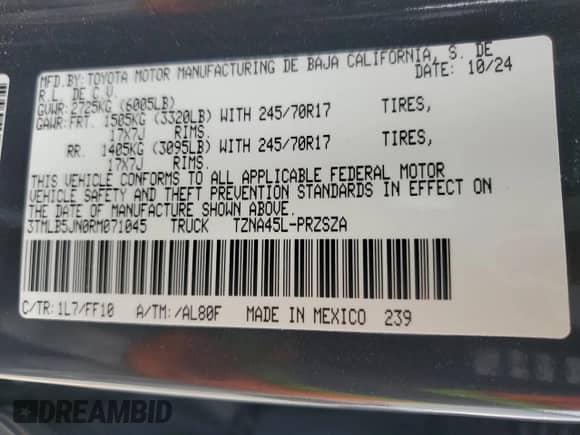 MFD.BY:TOYOTA MOTOR MANUFACTURING DE BAJA CALIFORNIA, S. DE
R.L. DE C.V. DATE: 10/24
GVWR:2725KG (6005LB)
GAWR:FRT. 1505KG (3320LB) WITH 245/70R17 TIRES,
17X7J RIMS.
RR. 1405KG (3095LB) WITH 245/70R17 TIRES,
17X7J RIMS.
THIS VEHICLE CONFORMS TO ALL APPLICABLE FEDERAL MOTOR
VEHICLE SAFETY AND THEFT PREVENTION STANDARDS IN EFFECT ON
THE DATE OF MANUFACTURE SHOWN ABOVE.
3TMLB5JN0RM071045 TRUCK TZNA45L-PRZSZA
C/TR:1L7/FF10 A/TM:/AL80F MADE IN MEXICO 239
DREAMBID